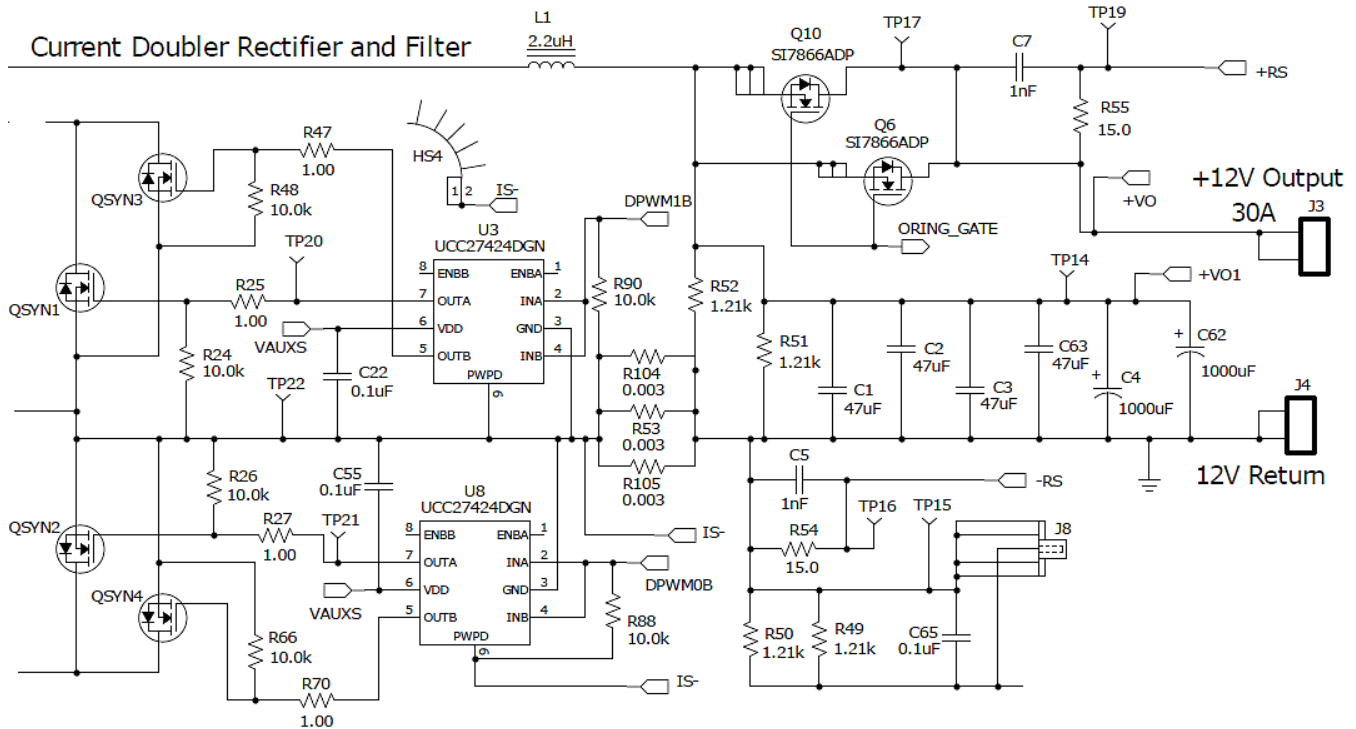 Current Doubler Rectifier and Filter
L1
2.2uH
Q10
SI7866ADP
TP17
C7
1nF
TP19
+RS
R55
15.0
Q6
SI7866ADP
ORING_GATE
+VO
+12V Output
30A
J3
QSYN3
R47
1.00
R48
10.0k
HS4
1 2
IS-
DPWM1B
U3
UCC27424DGN
8 ENBB ENBA 1
7 OUTA INA 2
6 VDD GND 3
5 OUTB INB 4
PWPD
9
TP20
QSYN1
R25
1.00
R24
10.0k
VAUXS
TP22
C22
0.1uF
R90
10.0k
R52
1.21k
R104
0.003
R53
0.003
R105
0.003
R51
1.21k
TP14
+VO1
C1
47uF
C2
47uF
C3
47uF
C63
47uF
+
C4
1000uF
+
C62
1000uF
J4
12V Return
R26
10.0k
C55
0.1uF
U8
UCC27424DGN
8 ENBB ENBA 1
7 OUTA INA 2
6 VDD GND 3
5 OUTB INB 4
PWPD
9
QSYN2
R27
1.00
TP21
VAUXS
QSYN4
R66
10.0k
R70
1.00
IS-
DPWM0B
R88
10.0k
IS-
C5
1nF
-RS
R54
15.0
TP16
TP15
J8
R50
1.21k
R49
1.21k
C65
0.1uF